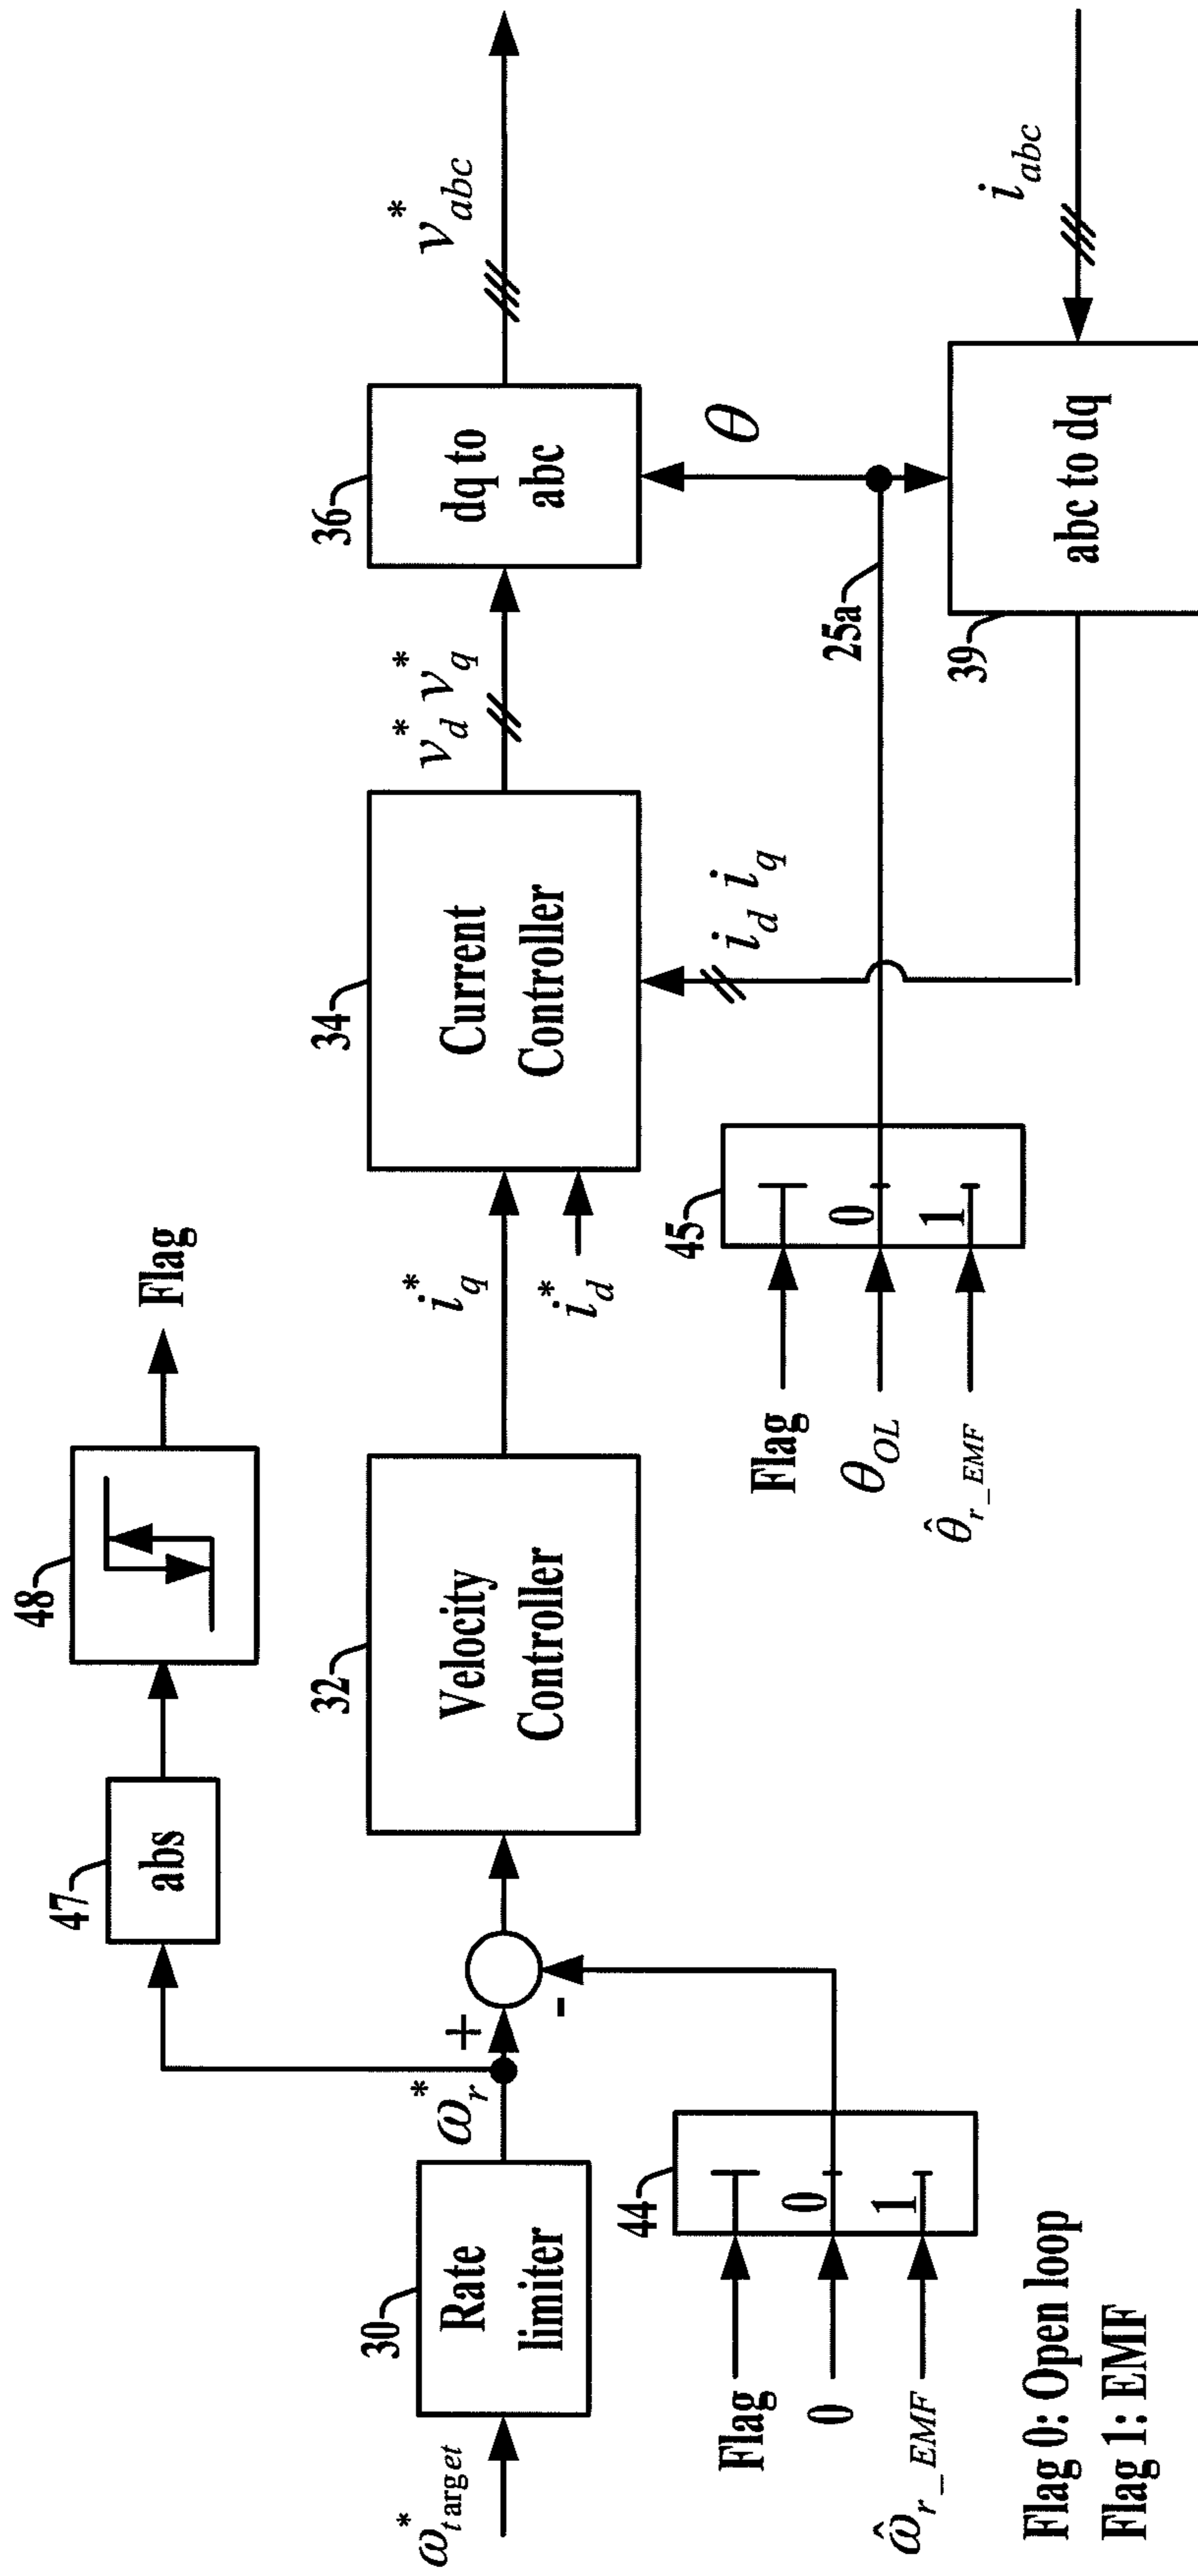 48
47
abs
Flag
ω*target
30
Rate
limiter
ω*r
+
-
32
Velocity
Controller
i*q
i*d
34
Current
Controller
v*d v*q
36
dq to
abc
v*abc
Flag
0
ω̂r_EMF
44
0
1
Flag
θOL
θ̂r_EMF
45
0
1
id iq
25a
θ
39
abc to dq
iabc
Flag 0: Open loop
Flag 1: EMF